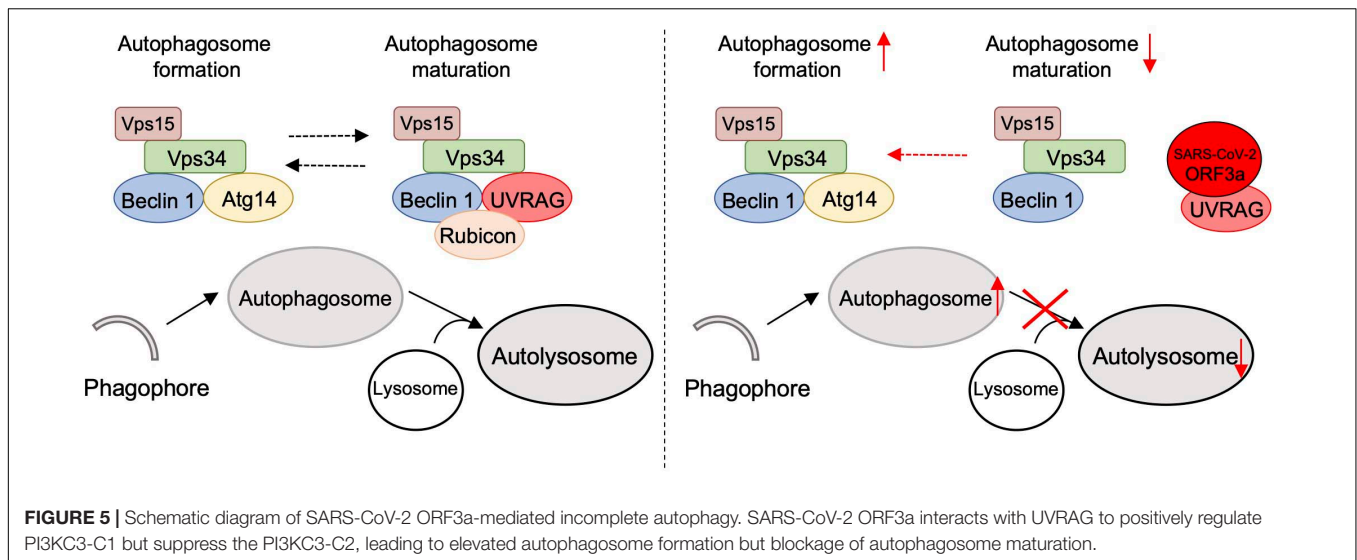 Autophagosome
formation
Autophagosome
maturation
Vps15
Vps34
Beclin 1
Atg14
Vps15
Vps34
Beclin 1
UVRAG
Rubicon
Phagophore
Autophagosome
Lysosome
Autolysosome
Autophagosome
formation
Autophagosome
maturation
Vps15
Vps34
Beclin 1
Atg14
Vps15
Vps34
Beclin 1
SARS-CoV-2
ORF3a
UVRAG
Phagophore
Autophagosome
Lysosome
Autolysosome
FIGURE 5 | Schematic diagram of SARS-CoV-2 ORF3a-mediated incomplete autophagy. SARS-CoV-2 ORF3a interacts with UVRAG to positively regulate
PI3KC3-C1 but suppress the PI3KC3-C2, leading to elevated autophagosome formation but blockage of autophagosome maturation.